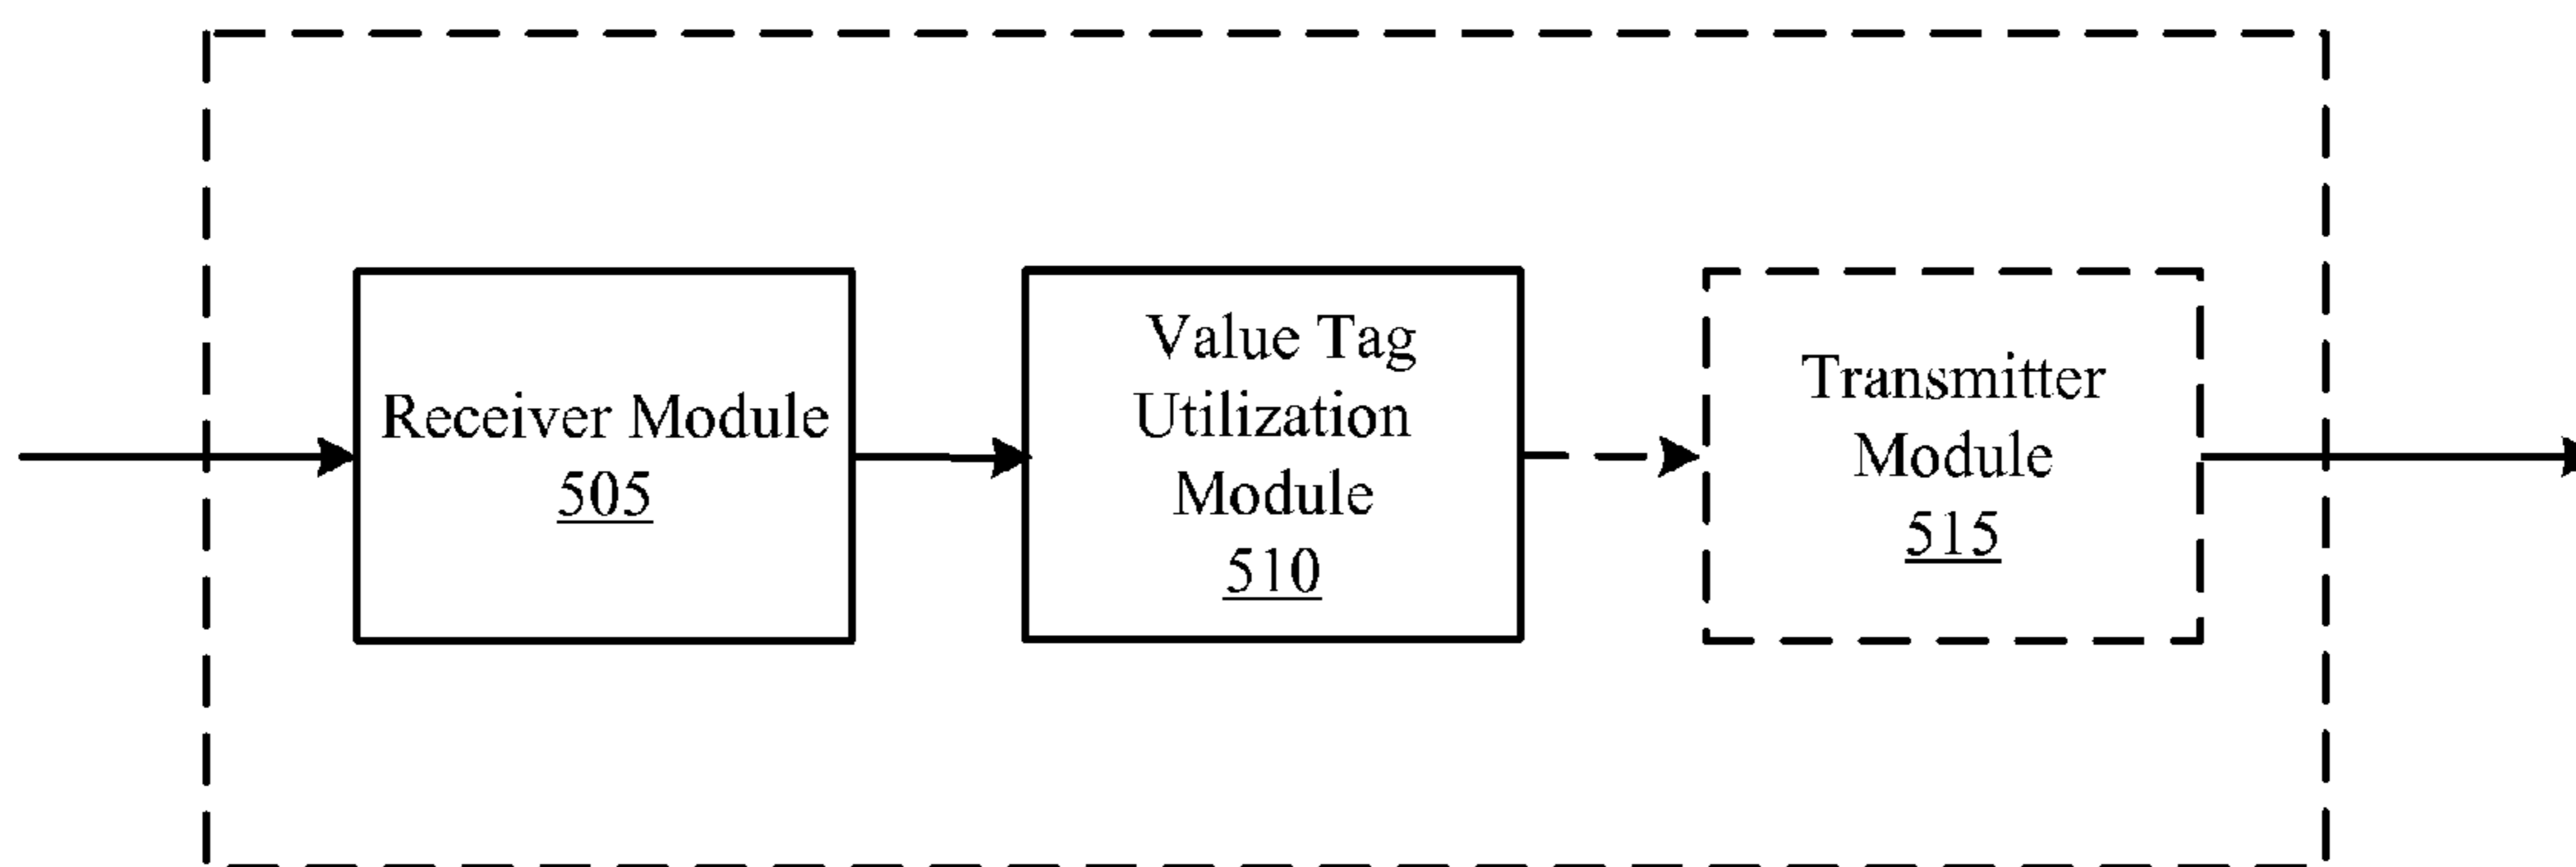 Receiver Module
505
Value Tag
Utilization
Module
510
Transmitter
Module
515